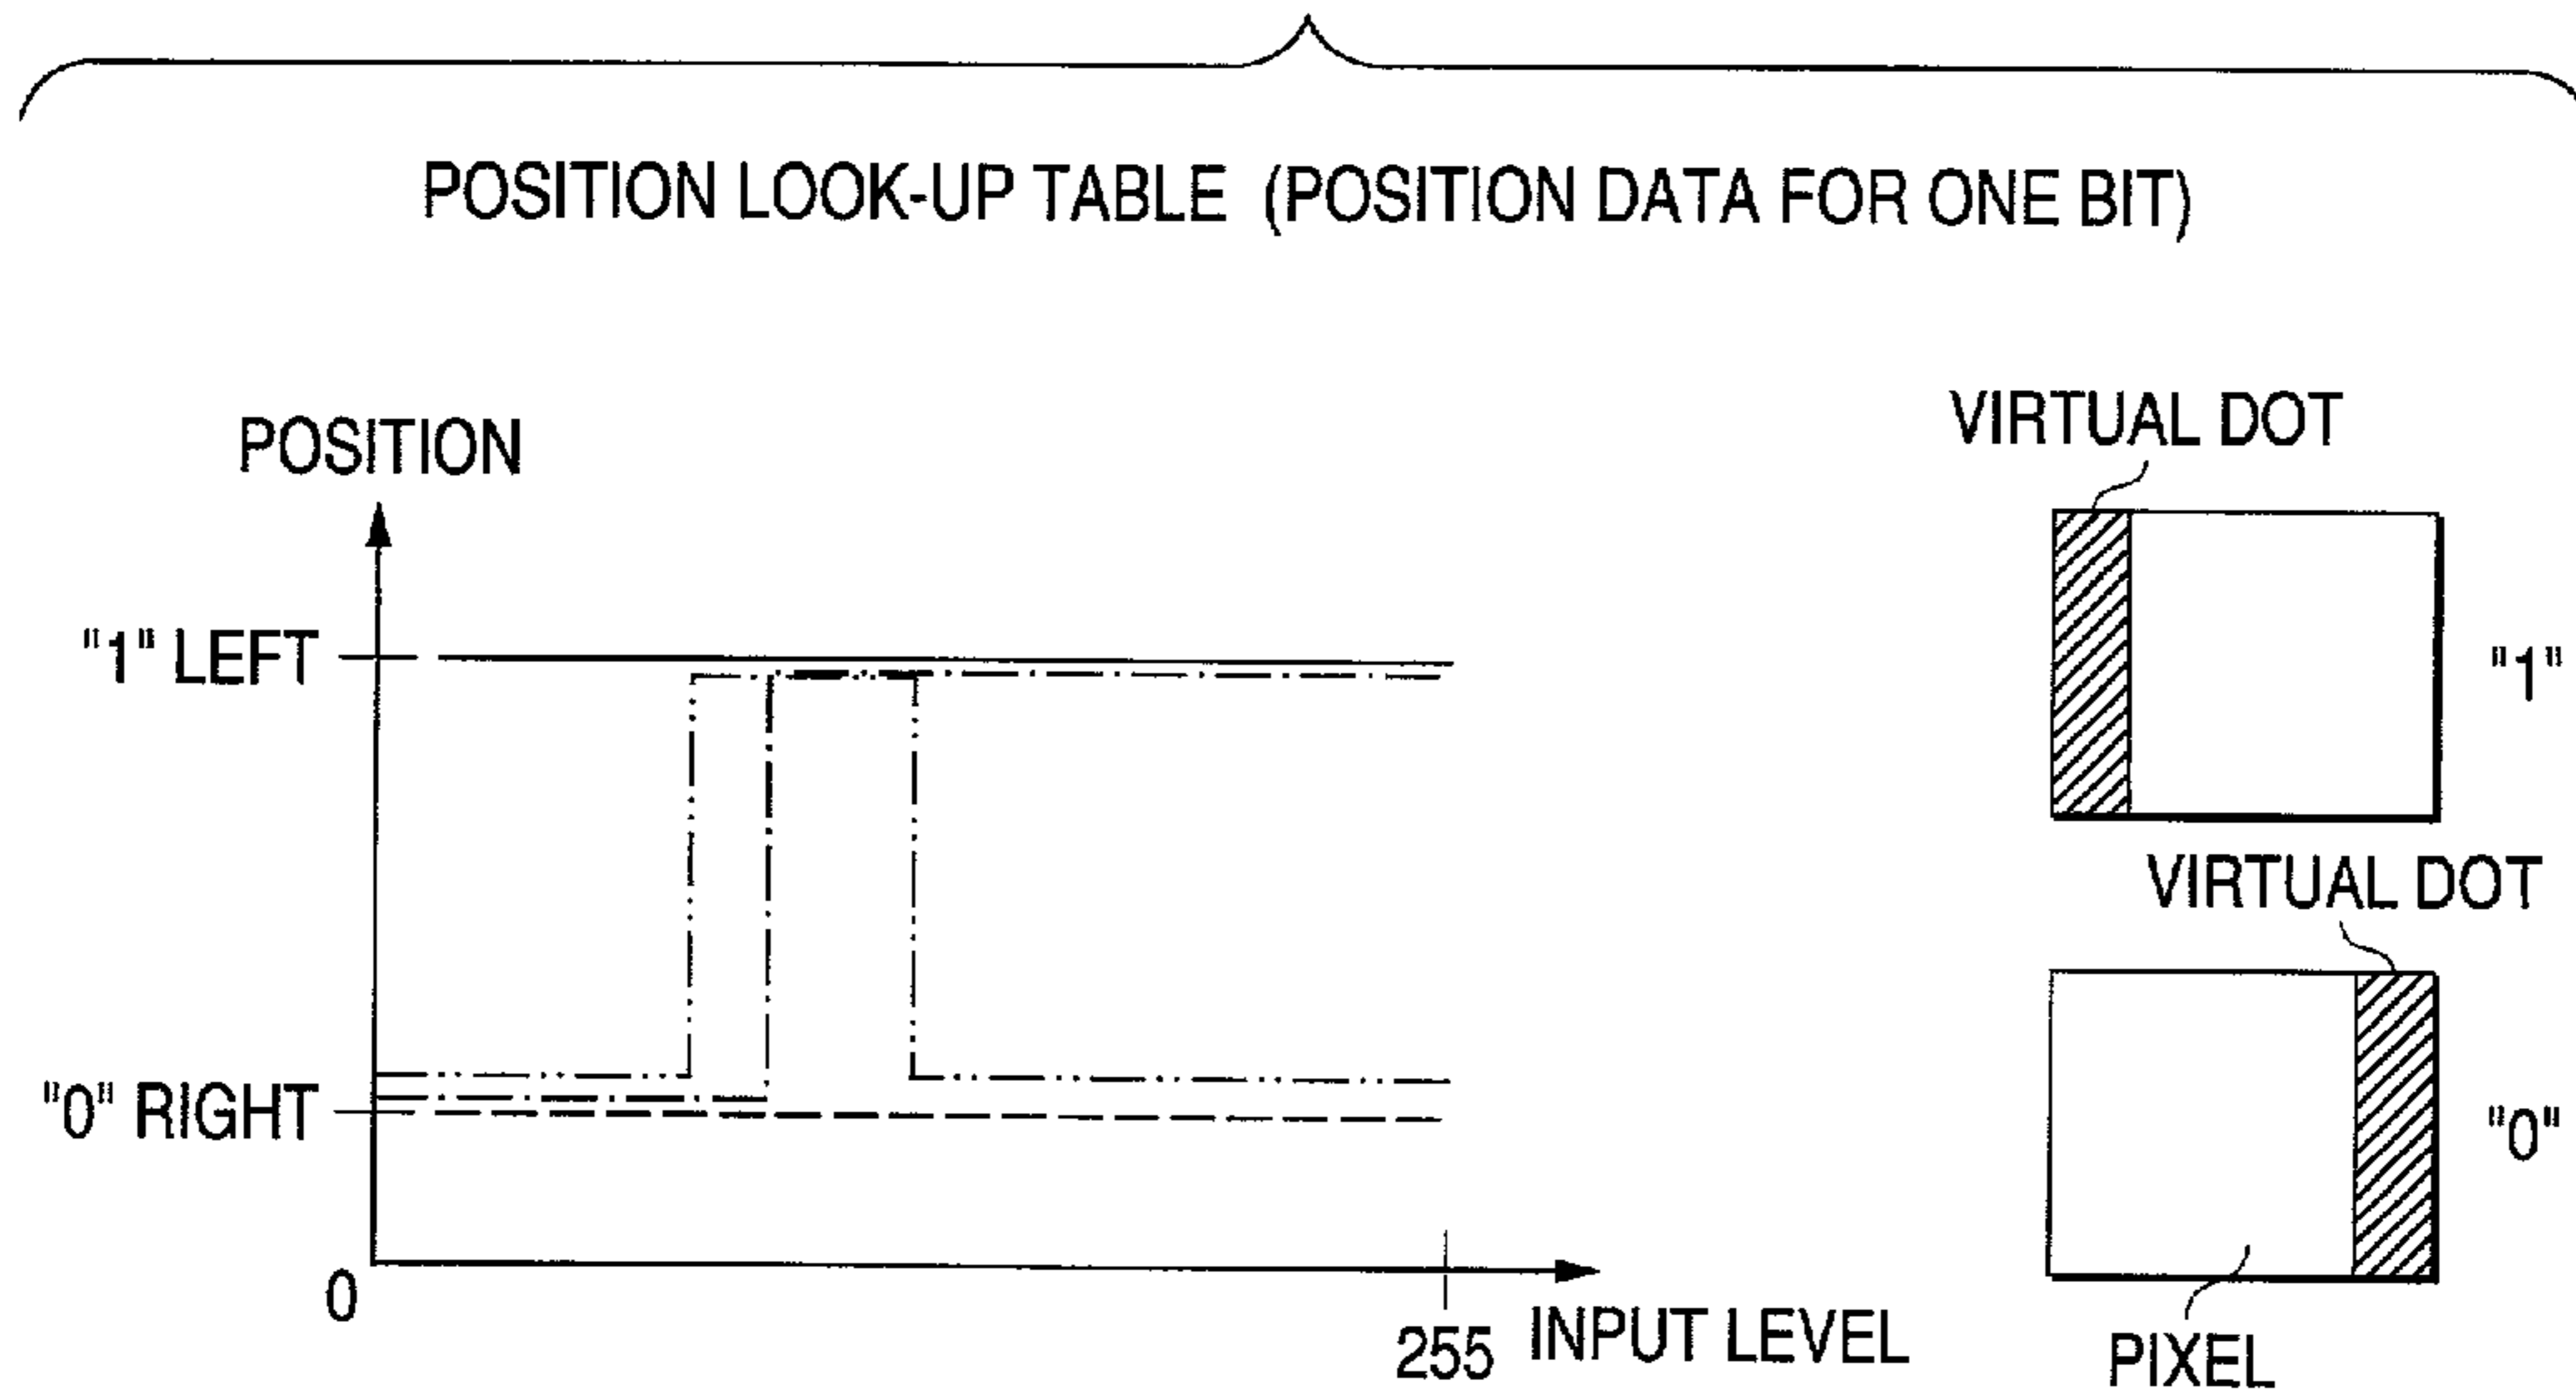 POSITION LOOK-UP TABLE (POSITION DATA FOR ONE BIT)
POSITION
"1" LEFT
"0" RIGHT
0
255
INPUT LEVEL
VIRTUAL DOT
"1"
VIRTUAL DOT
"0"
PIXEL